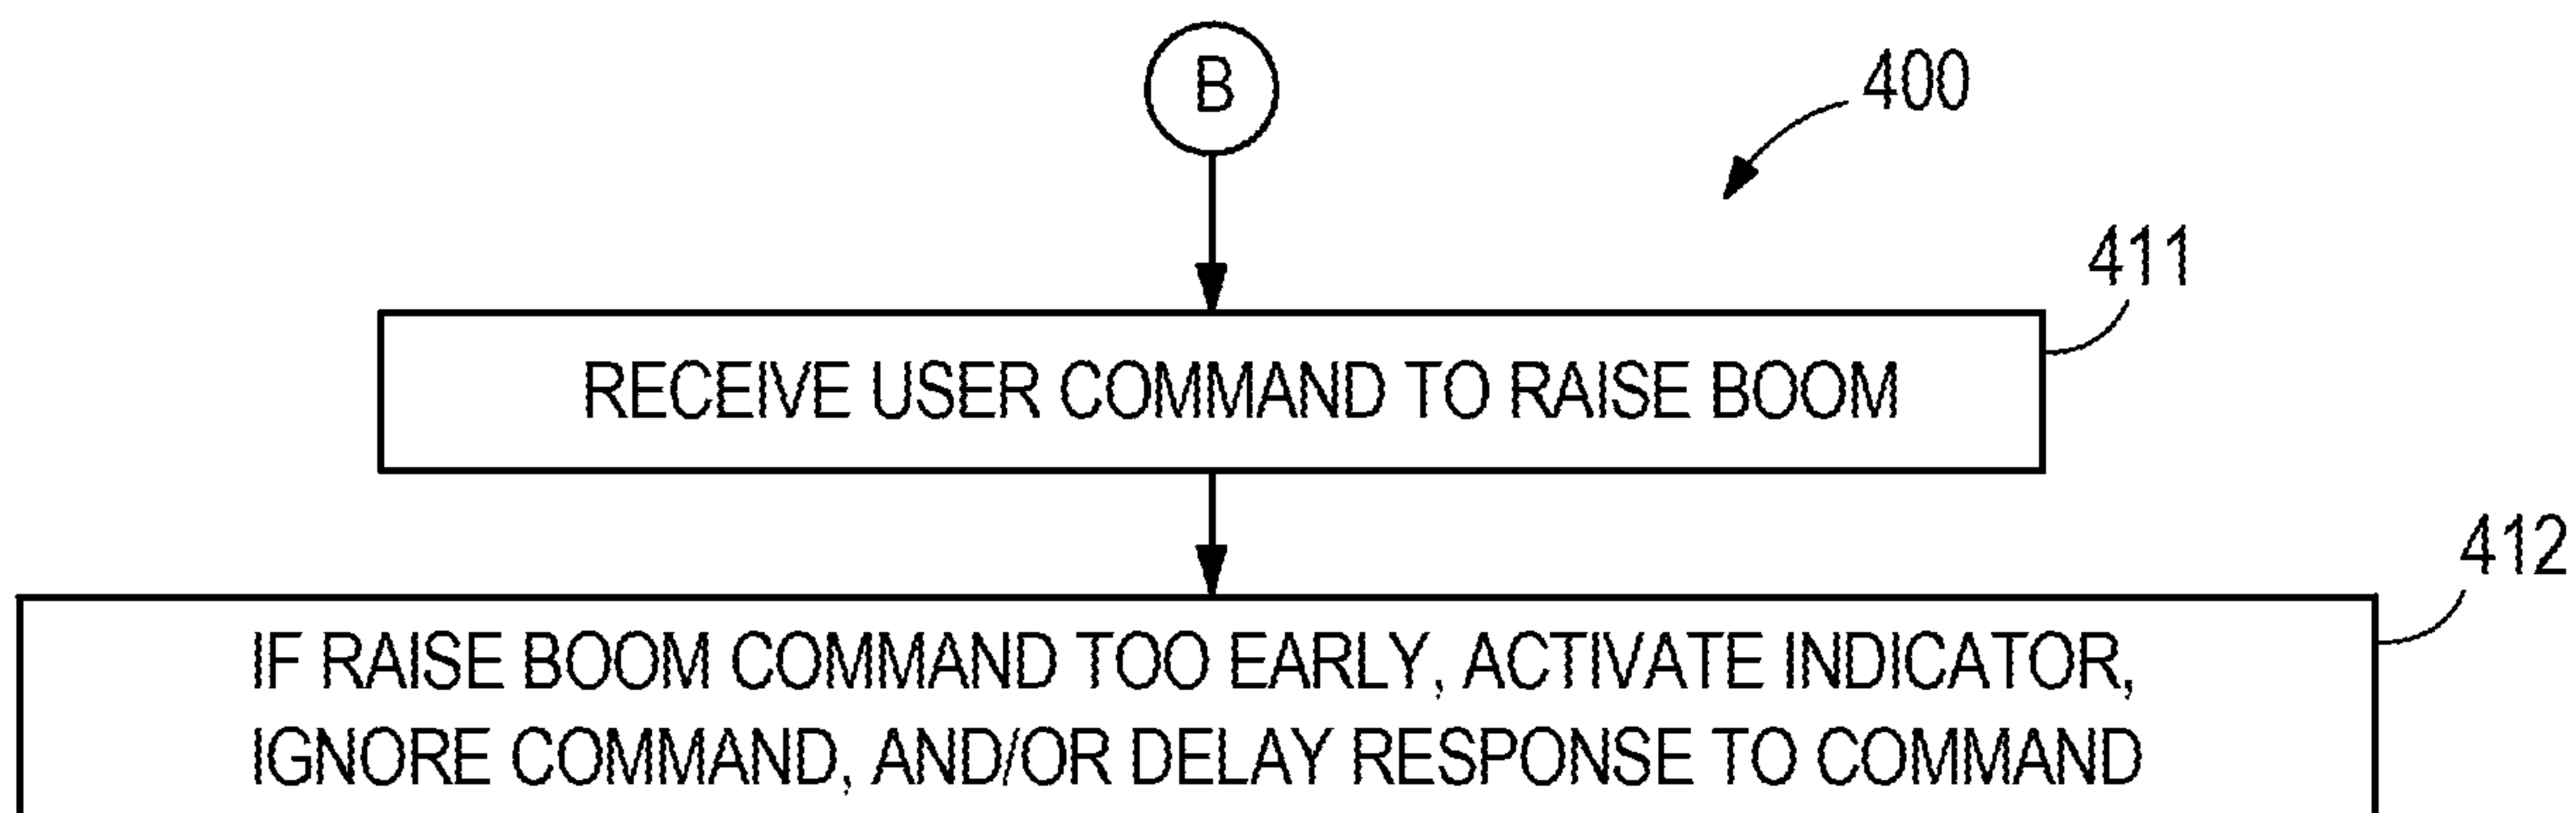 B
400
411
RECEIVE USER COMMAND TO RAISE BOOM
412
IF RAISE BOOM COMMAND TOO EARLY, ACTIVATE INDICATOR,
IGNORE COMMAND, AND/OR DELAY RESPONSE TO COMMAND